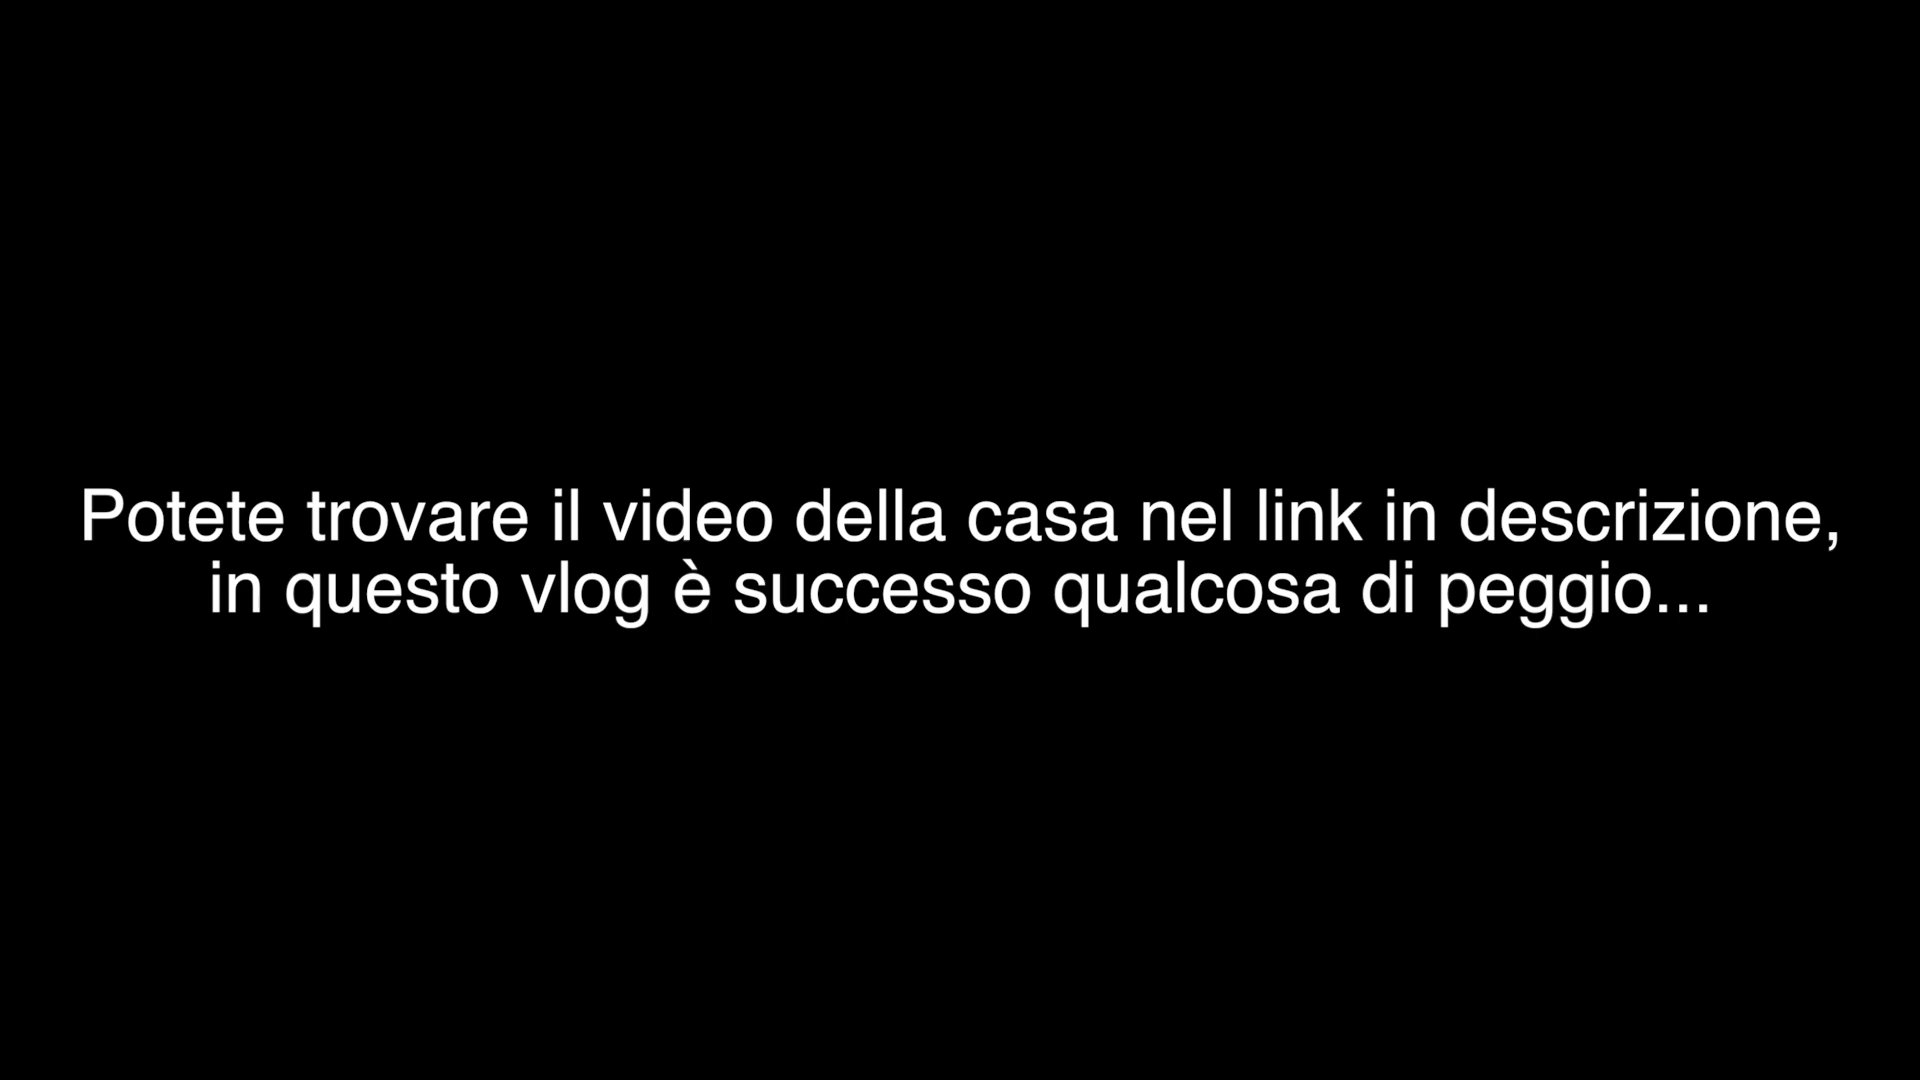 Potete trovare il video della casa nel link in descrizione,
in questo vlog è successo qualcosa di peggio...